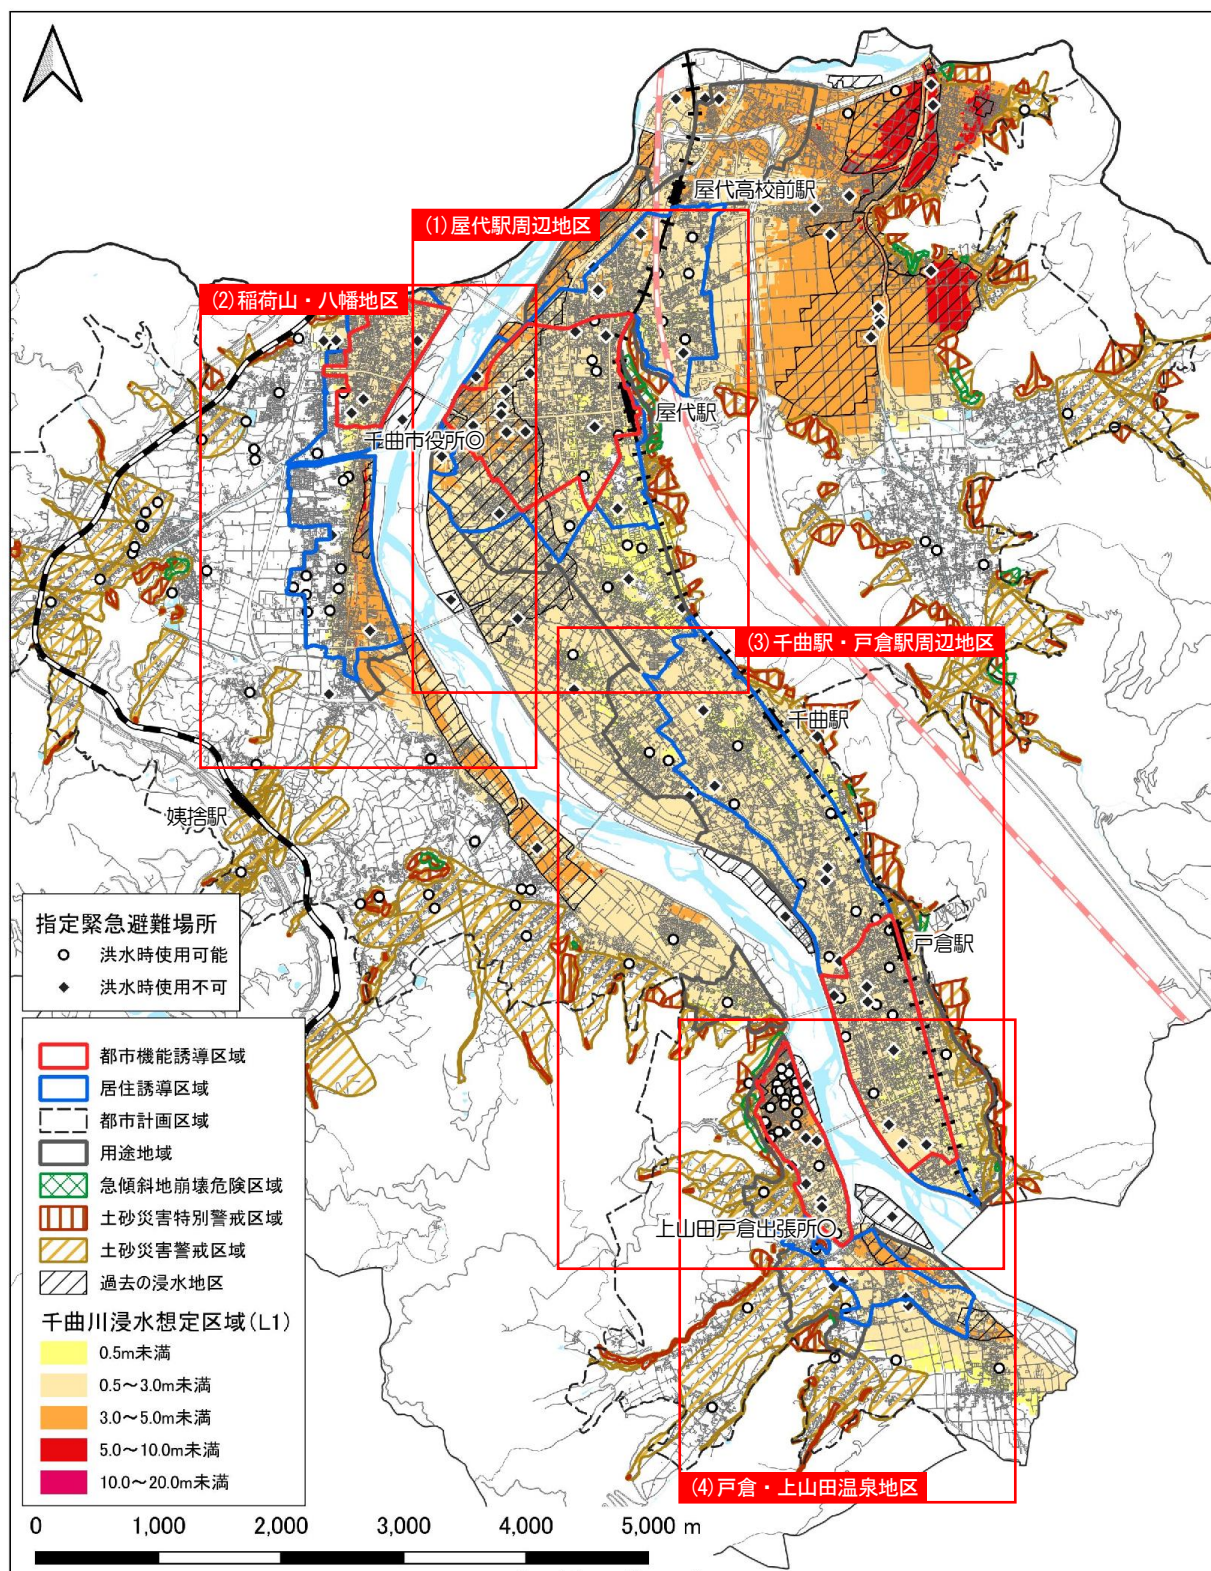 屋代高校前駅
(1)屋代駅周辺地区
(2)稲荷山・八幡地区
屋代駅
千曲市役所◎
(3)千曲駅・戸倉駅周辺地区
千曲駅
姨捨駅
戸倉駅
上山田戸倉出張所◎
(4)戸倉・上山田温泉地区
指定緊急避難場所
洪水時使用可能
洪水時使用不可
都市機能誘導区域
居住誘導区域
都市計画区域
用途地域
急傾斜地崩壊危険区域
土砂災害特別警戒区域
土砂災害警戒区域
過去の浸水地区
千曲川浸水想定区域(L1)
0.5m未満
0.5～3.0m未満
3.0～5.0m未満
5.0～10.0m未満
10.0～20.0m未満
0 1,000 2,000 3,000 4,000 5,000 m